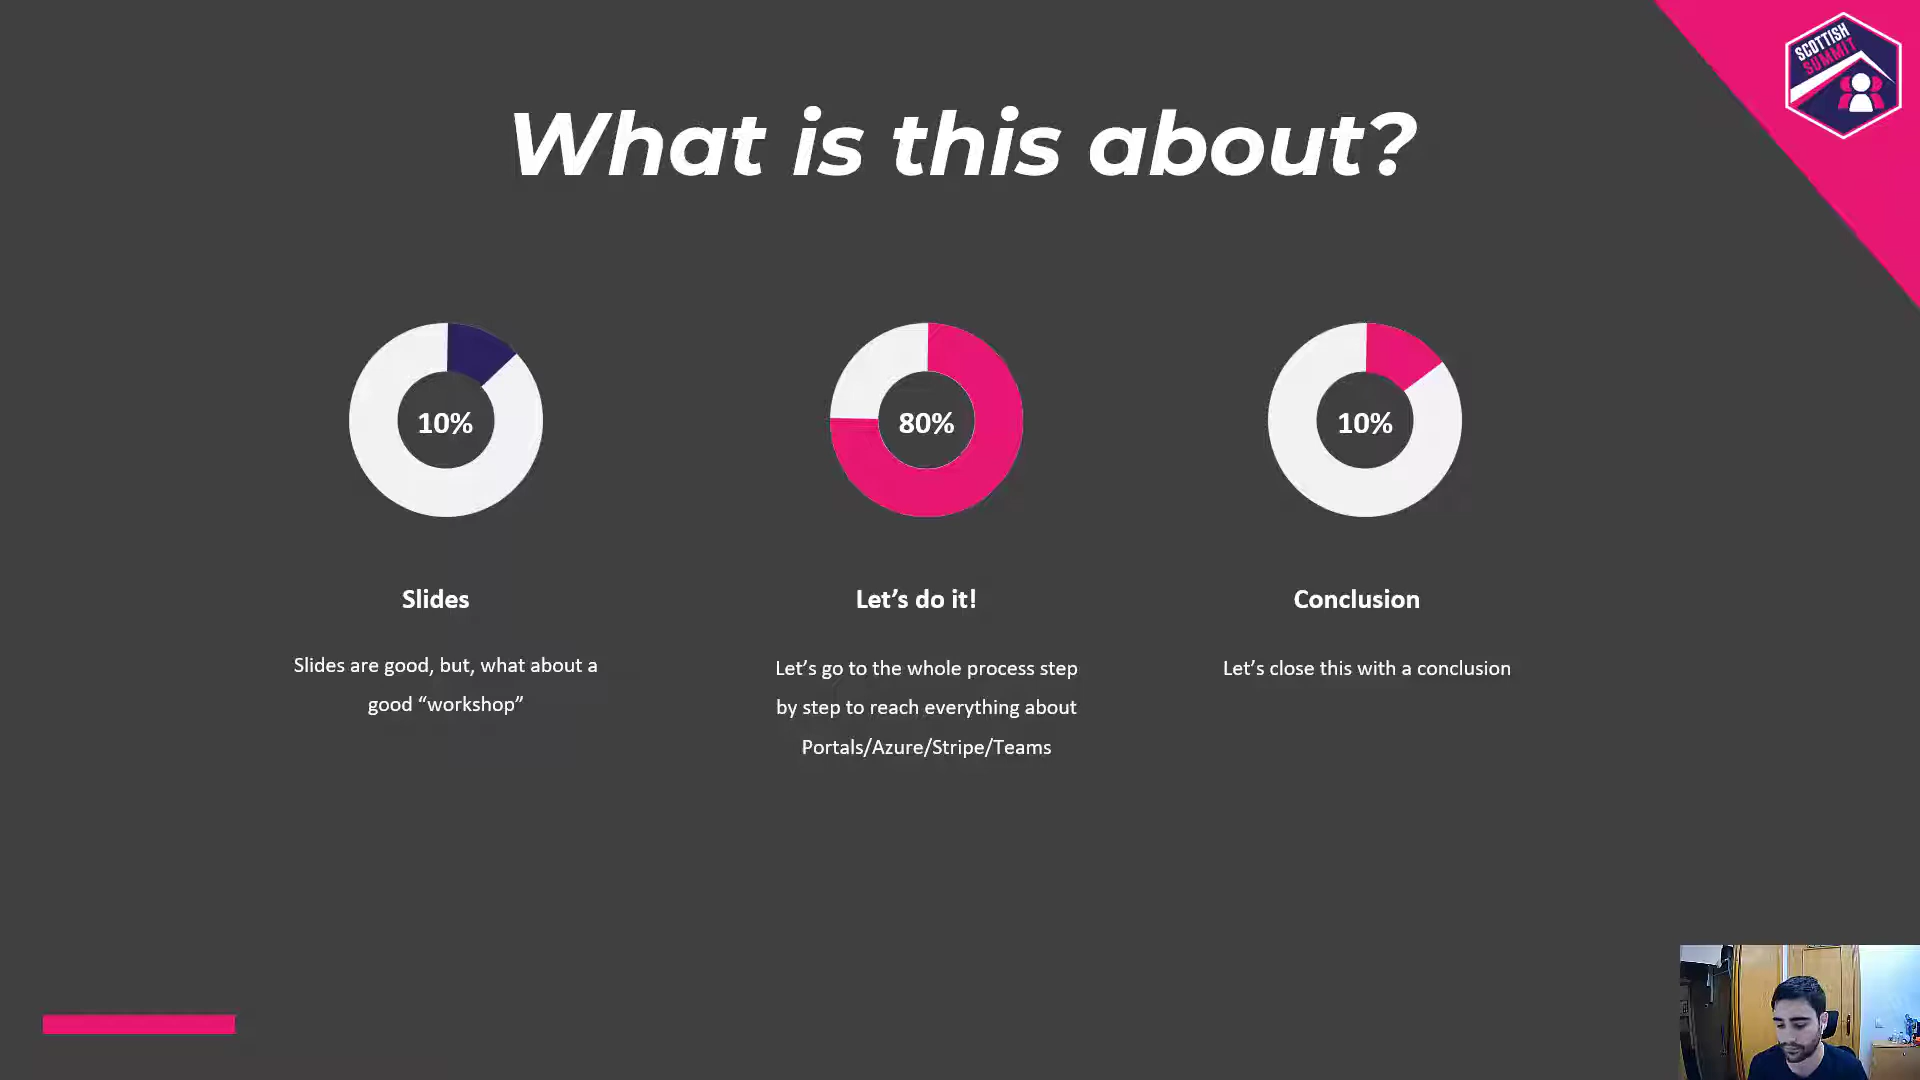 SCOTTISH
SUMMIT
What is this about?
10%
80%
10%
Slides
Let’s do it!
Conclusion
Slides are good, but, what about a
good “workshop”
Let’s go to the whole process step
by step to reach everything about
Portals/Azure/Stripe/Teams
Let’s close this with a conclusion